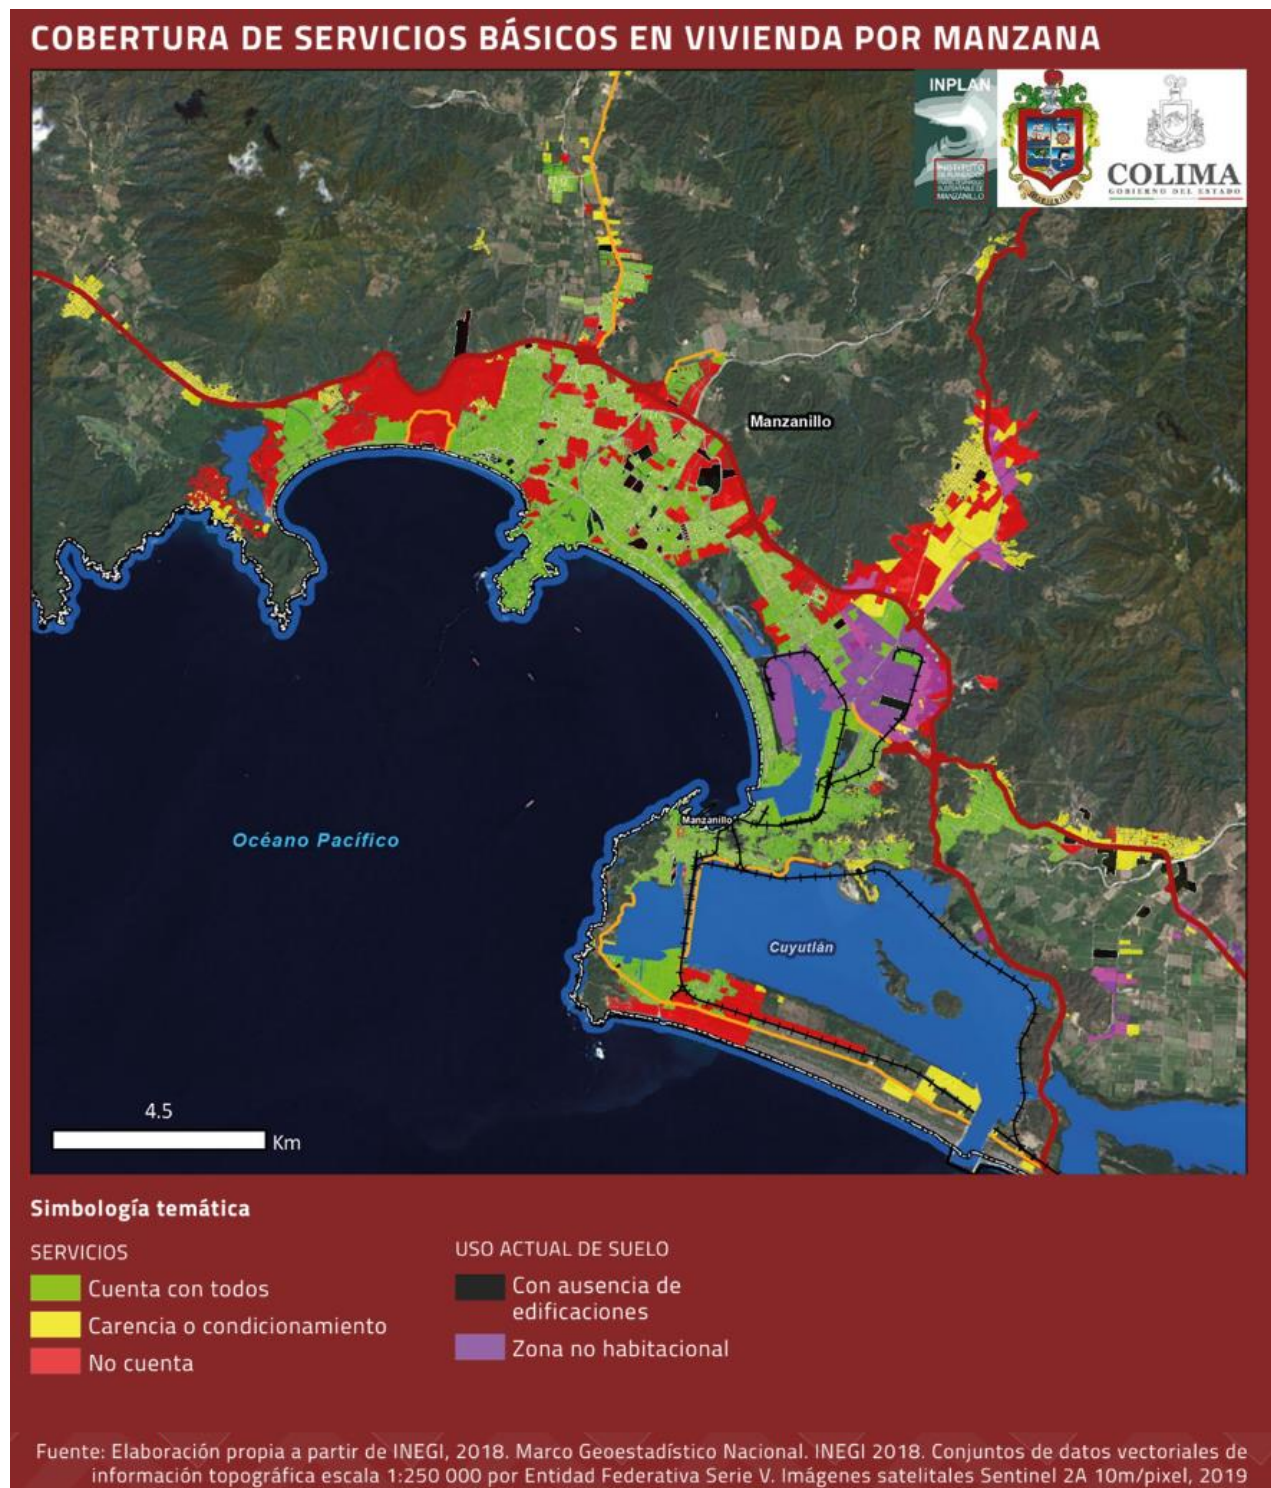 COBERTURA DE SERVICIOS BÁSICOS EN VIVIENDA POR MANZANA
INPLAN
INSTITUTO
SUSTENTABLE DE
MANZANILLO
COLIMA
GOBIERNO DEL ESTADO
Manzanillo
Manzanillo
Océano Pacífico
Cuyutlán
4.5
Km
Simbología temática
SERVICIOS
Cuenta con todos
Carencia o condicionamiento
No cuenta
USO ACTUAL DE SUELO
Con ausencia de
edificaciones
Zona no habitacional
Fuente: Elaboración propia a partir de INEGI, 2018. Marco Geoestadístico Nacional. INEGI 2018. Conjuntos de datos vectoriales de
información topográfica escala 1:250 000 por Entidad Federativa Serie V. Imágenes satelitales Sentinel 2A 10m/pixel, 2019